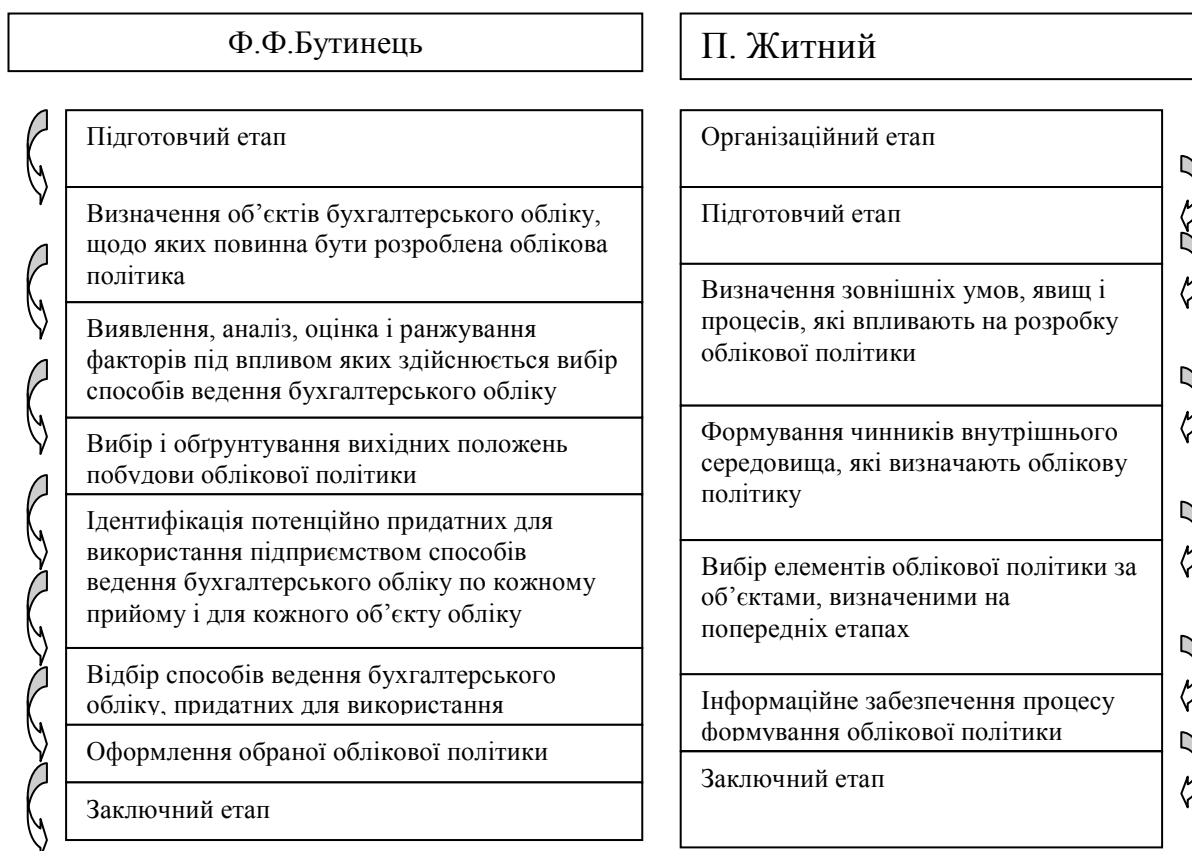 Ф.Ф.Бутинець
Підготовчий етап
Визначення об’єктів бухгалтерського обліку,
щодо яких повинна бути розроблена облікова
політика
Виявлення, аналіз, оцінка і ранжування
факторів під впливом яких здійснюється вибір
способів ведення бухгалтерського обліку
Вибір і обґрунтування вихідних положень
побудови облікової політики
Ідентифікація потенційно придатних для
використання підприємством способів
ведення бухгалтерського обліку по кожному
прийому і для кожного об’єкту обліку
Відбір способів ведення бухгалтерського
обліку, придатних для використання
Оформлення обраної облікової політики
Заключний етап
П. Житний
Організаційний етап
Підготовчий етап
Визначення зовнішніх умов, явищ і
процесів, які впливають на розробку
облікової політики
Формування чинників внутрішнього
середовища, які визначають облікову
політику
Вибір елементів облікової політики за
об’єктами, визначеними на
попередніх етапах
Інформаційне забезпечення процесу
формування облікової політики
Заключний етап